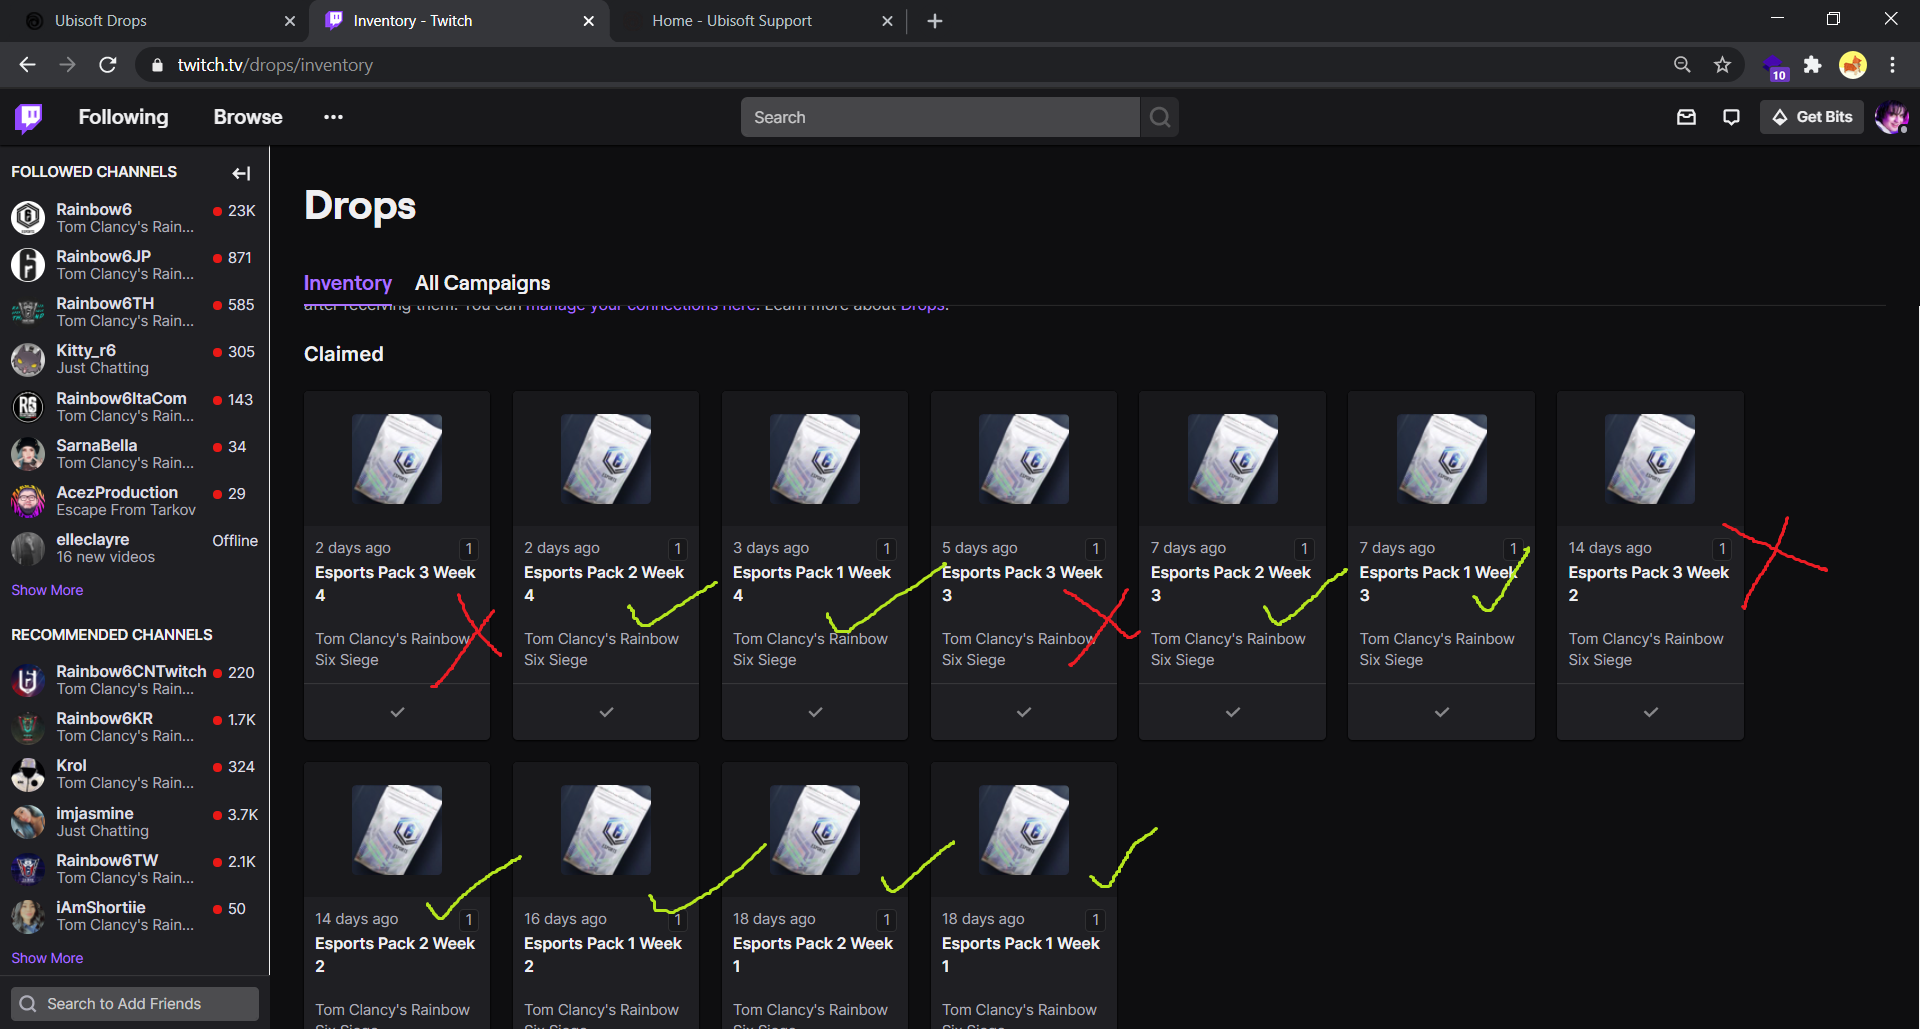 Ubisoft Drops
Inventory - Twitch
Home - Ubisoft Support
twitch.tv/drops/inventory
10
Following
Browse
Search
Get Bits
FOLLOWED CHANNELS
Rainbow6
23K
Tom Clancy's Rain...
Rainbow6JP
871
Tom Clancy's Rain...
Rainbow6TH
585
Tom Clancy's Rain...
Kitty_r6
305
Just Chatting
Rainbow6ItaCom
143
Tom Clancy's Rain...
SarnaBella
34
Tom Clancy's Rain...
AcezProduction
29
Escape From Tarkov
elleclayre
Offline
16 new videos
Show More
RECOMMENDED CHANNELS
Rainbow6CNTwitch
220
Tom Clancy's Rain...
Rainbow6KR
1.7K
Tom Clancy's Rain...
Krol
324
Tom Clancy's Rain...
imjasmine
3.7K
Just Chatting
Rainbow6TW
2.1K
Tom Clancy's Rain...
iAmShortiie
50
Tom Clancy's Rain...
Show More
Search to Add Friends
Drops
Inventory
All Campaigns
after receiving them. You can manage your connections here. Learn more about Drops.
Claimed
2 days ago
1
Esports Pack 3 Week
4
Tom Clancy's Rainbow
Six Siege
2 days ago
1
Esports Pack 2 Week
4
Tom Clancy's Rainbow
Six Siege
3 days ago
1
Esports Pack 1 Week
4
Tom Clancy's Rainbow
Six Siege
5 days ago
1
Esports Pack 3 Week
3
Tom Clancy's Rainbow
Six Siege
7 days ago
1
Esports Pack 2 Week
3
Tom Clancy's Rainbow
Six Siege
7 days ago
1
Esports Pack 1 Week
3
Tom Clancy's Rainbow
Six Siege
14 days ago
1
Esports Pack 3 Week
2
Tom Clancy's Rainbow
Six Siege
14 days ago
1
Esports Pack 2 Week
2
Tom Clancy's Rainbow
Six Siege
16 days ago
1
Esports Pack 1 Week
2
Tom Clancy's Rainbow
Six Siege
18 days ago
1
Esports Pack 2 Week
1
Tom Clancy's Rainbow
Six Siege
18 days ago
1
Esports Pack 1 Week
1
Tom Clancy's Rainbow
Six Siege